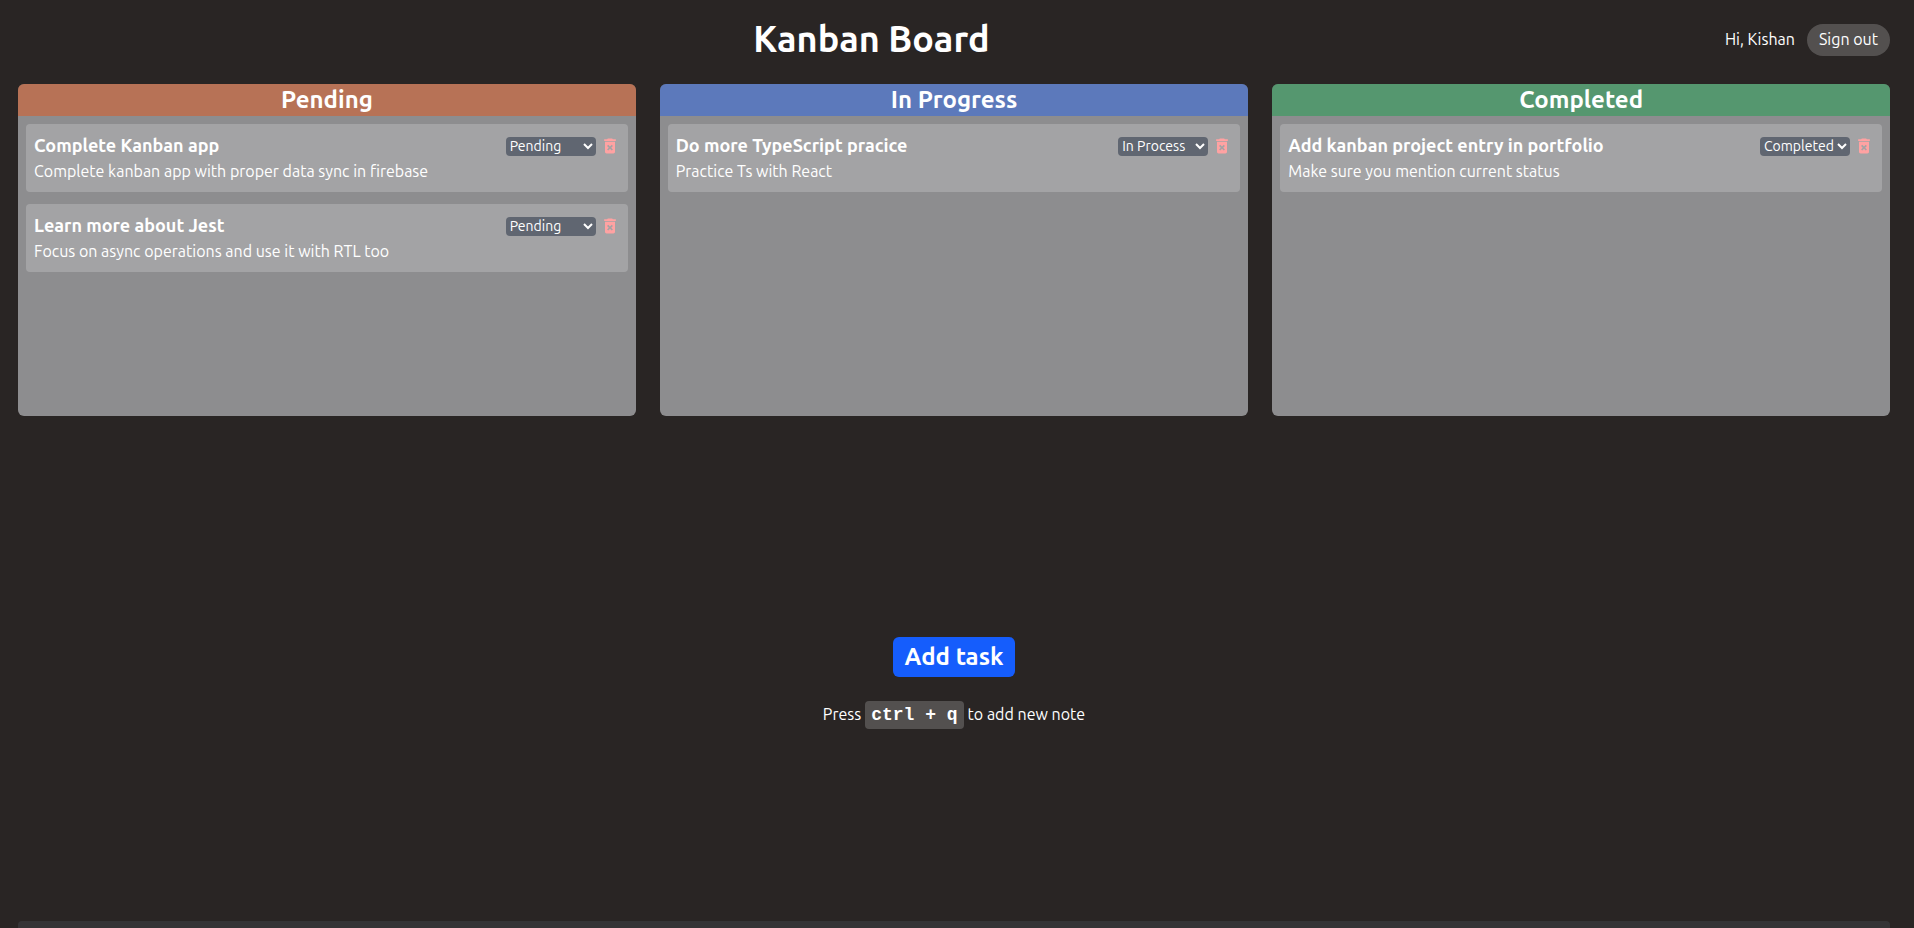 Kanban Board
Hi, Kishan
Sign out
Pending
Complete Kanban app
Pending
Complete kanban app with proper data sync in firebase
Learn more about Jest
Pending
Focus on async operations and use it with RTL too
In Progress
Do more TypeScript pracice
In Process
Practice Ts with React
Completed
Add kanban project entry in portfolio
Completed
Make sure you mention current status
Add task
Press ctrl + q to add new note